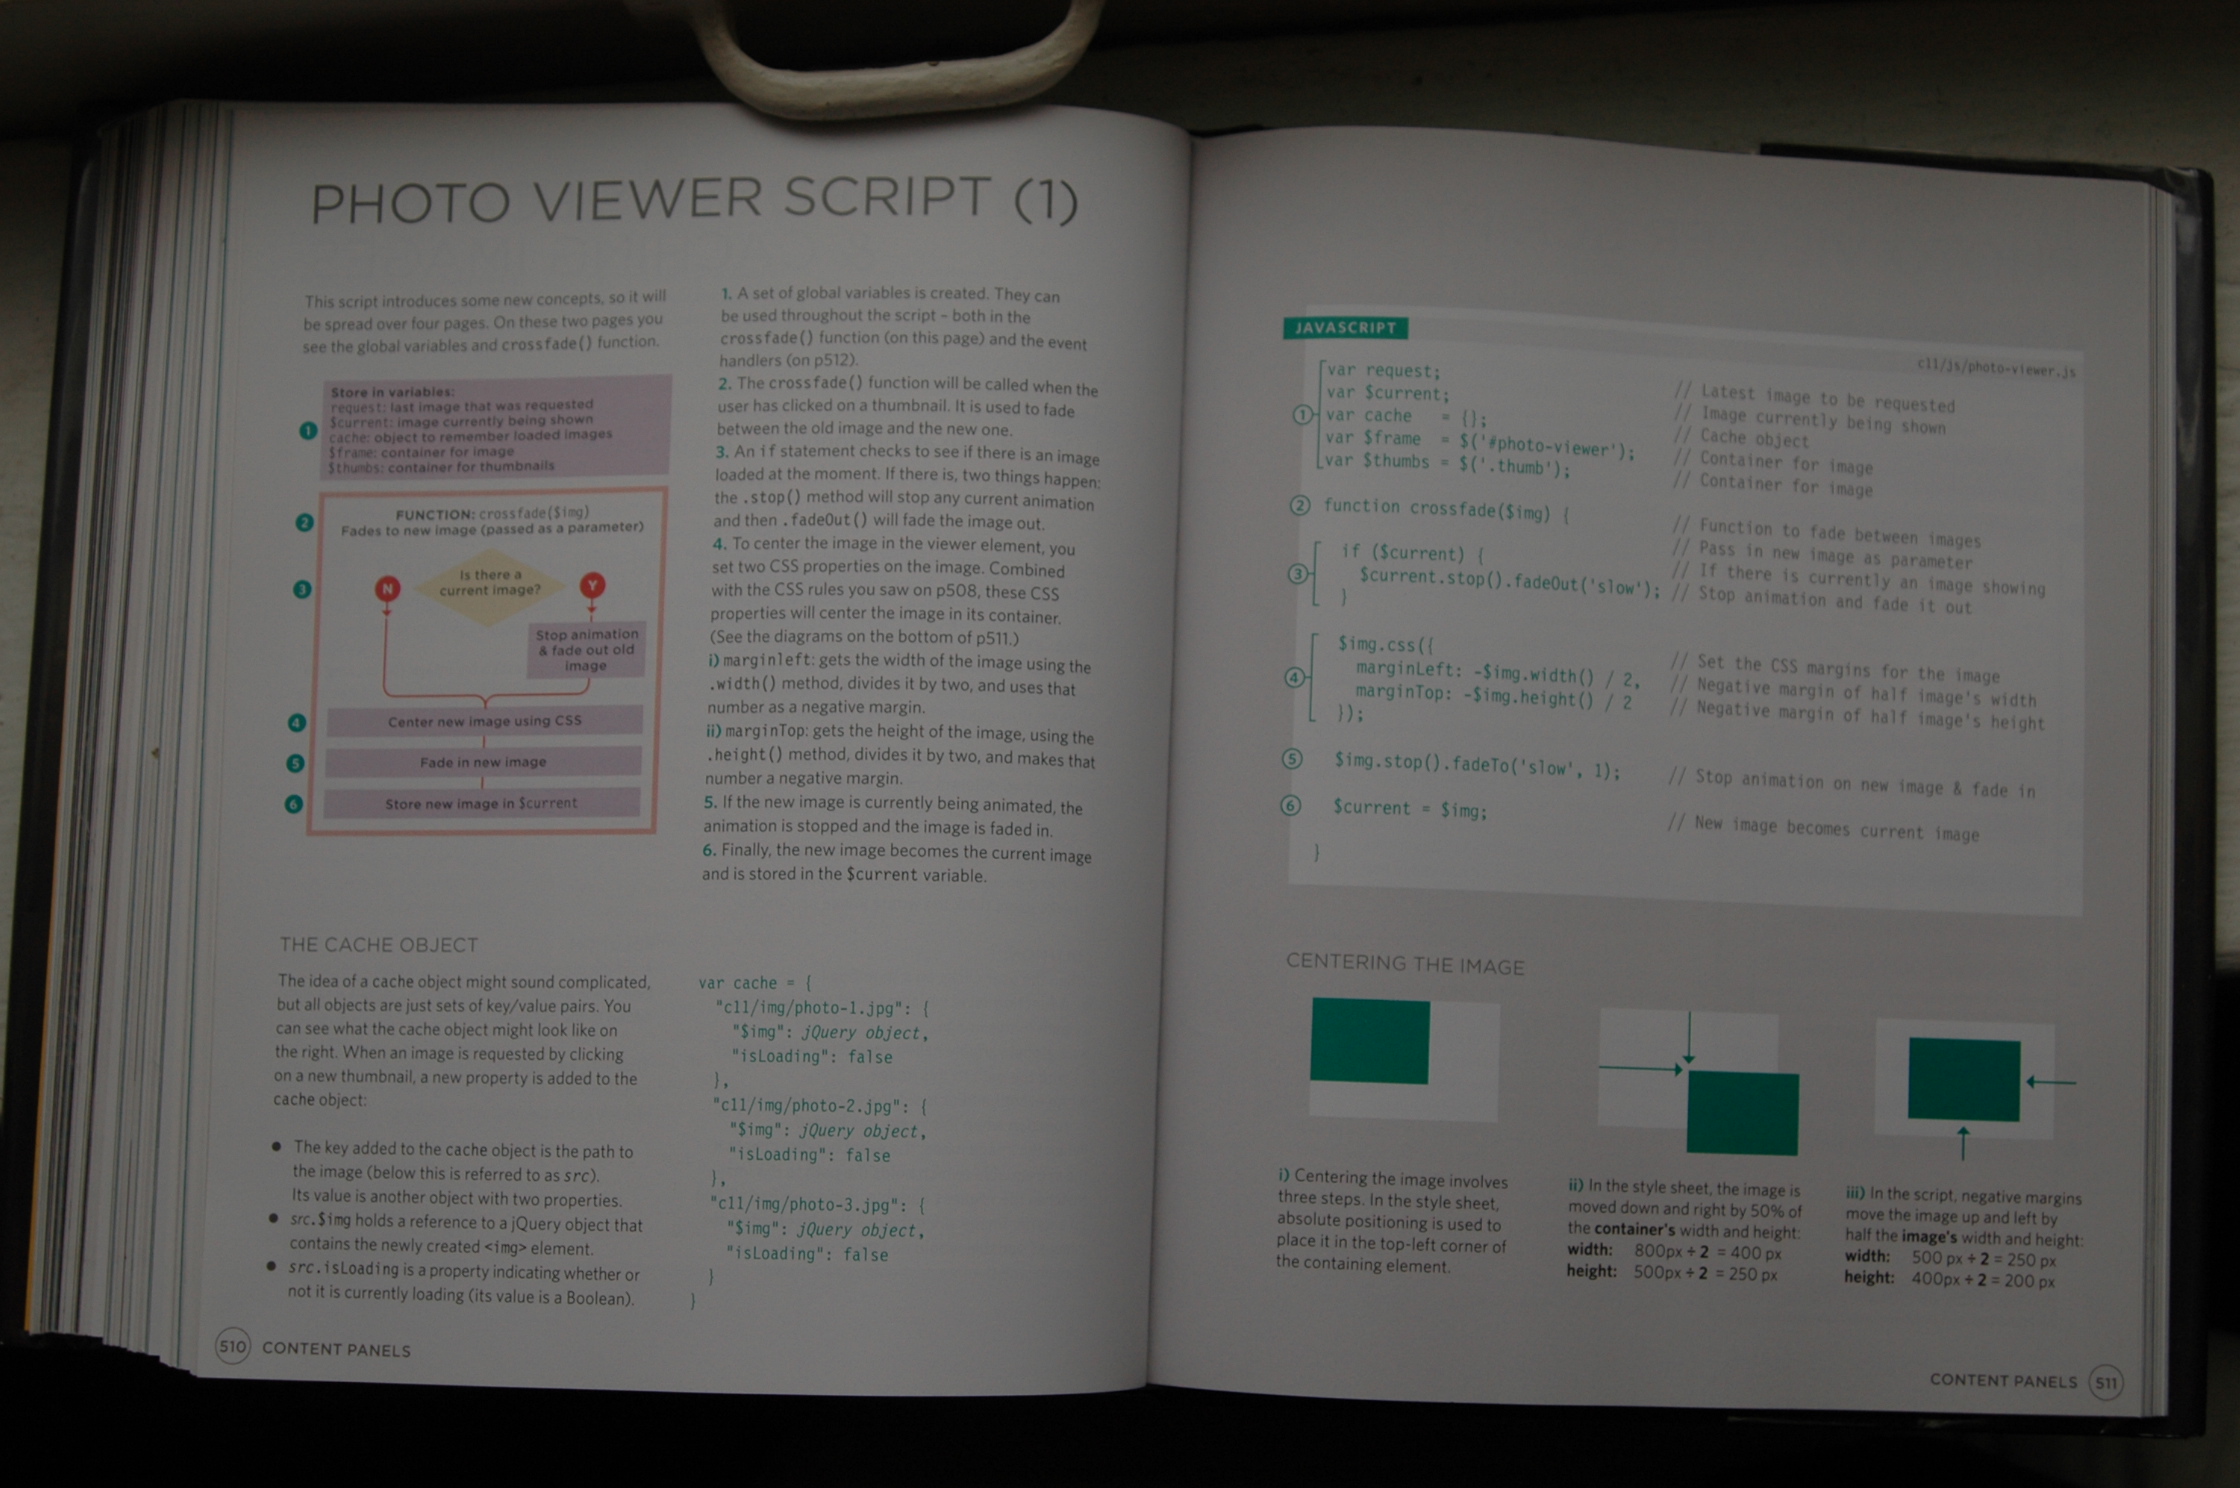 PHOTO VIEWER SCRIPT (1)
This script introduces some new concepts, so it will
be spread over four pages. On these two pages you
see the global variables and crossfade() function.
1
Store in variables:
request: last image that was requested
$current: image currently being shown
cache: object to remember loaded images
$frame: container for image
$thumbs: container for thumbnails
2
FUNCTION: crossfade($img)
Fades to new image (passed as a parameter)
3
N
Is there a
current image?
Y
Stop animation
& fade out old
image
4
Center new image using CSS
5
Fade in new image
6
Store new image in $current
1. A set of global variables is created. They can
be used throughout the script – both in the
crossfade() function (on this page) and the event
handlers (on p512).
2. The crossfade() function will be called when the
user has clicked on a thumbnail. It is used to fade
between the old image and the new one.
3. An if statement checks to see if there is an image
loaded at the moment. If there is, two things happen:
the .stop() method will stop any current animation
and then .fadeOut() will fade the image out.
4. To center the image in the viewer element, you
set two CSS properties on the image. Combined
with the CSS rules you saw on p508, these CSS
properties will center the image in its container.
(See the diagrams on the bottom of p511.)
i) marginleft: gets the width of the image using the
.width() method, divides it by two, and uses that
number as a negative margin.
ii) marginTop: gets the height of the image, using the
.height() method, divides it by two, and makes that
number a negative margin.
5. If the new image is currently being animated, the
animation is stopped and the image is faded in.
6. Finally, the new image becomes the current image
and is stored in the $current variable.
THE CACHE OBJECT
The idea of a cache object might sound complicated,
but all objects are just sets of key/value pairs. You
can see what the cache object might look like on
the right. When an image is requested by clicking
on a new thumbnail, a new property is added to the
cache object:
● The key added to the cache object is the path to
the image (below this is referred to as src).
Its value is another object with two properties.
● src.$img holds a reference to a jQuery object that
contains the newly created <img> element.
● src.isLoading is a property indicating whether or
not it is currently loading (its value is a Boolean).
var cache = {
"c11/img/photo-1.jpg": {
"$img": jQuery object,
"isLoading": false
},
"c11/img/photo-2.jpg": {
"$img": jQuery object,
"isLoading": false
},
"c11/img/photo-3.jpg": {
"$img": jQuery object,
"isLoading": false
}
}
510 CONTENT PANELS
JAVASCRIPT
c11/js/photo-viewer.js
var request; // Latest image to be requested
var $current; // Image currently being shown
1 var cache = {}; // Cache object
var $frame = $('#photo-viewer'); // Container for image
var $thumbs = $('.thumb'); // Container for image
2 function crossfade($img) { // Function to fade between images
// Pass in new image as parameter
if ($current) { // If there is currently an image showing
3 $current.stop().fadeOut('slow'); // Stop animation and fade it out
}
$img.css({ // Set the CSS margins for the image
marginLeft: -$img.width() / 2, // Negative margin of half image's width
4 marginTop: -$img.height() / 2 // Negative margin of half image's height
});
5 $img.stop().fadeTo('slow', 1); // Stop animation on new image & fade in
6 $current = $img; // New image becomes current image
}
CENTERING THE IMAGE
i) Centering the image involves
three steps. In the style sheet,
absolute positioning is used to
place it in the top-left corner of
the containing element.
ii) In the style sheet, the image is
moved down and right by 50% of
the container's width and height:
width: 800px ÷ 2 = 400 px
height: 500px ÷ 2 = 250 px
iii) In the script, negative margins
move the image up and left by
half the image's width and height:
width: 500 px ÷ 2 = 250 px
height: 400px ÷ 2 = 200 px
CONTENT PANELS 511